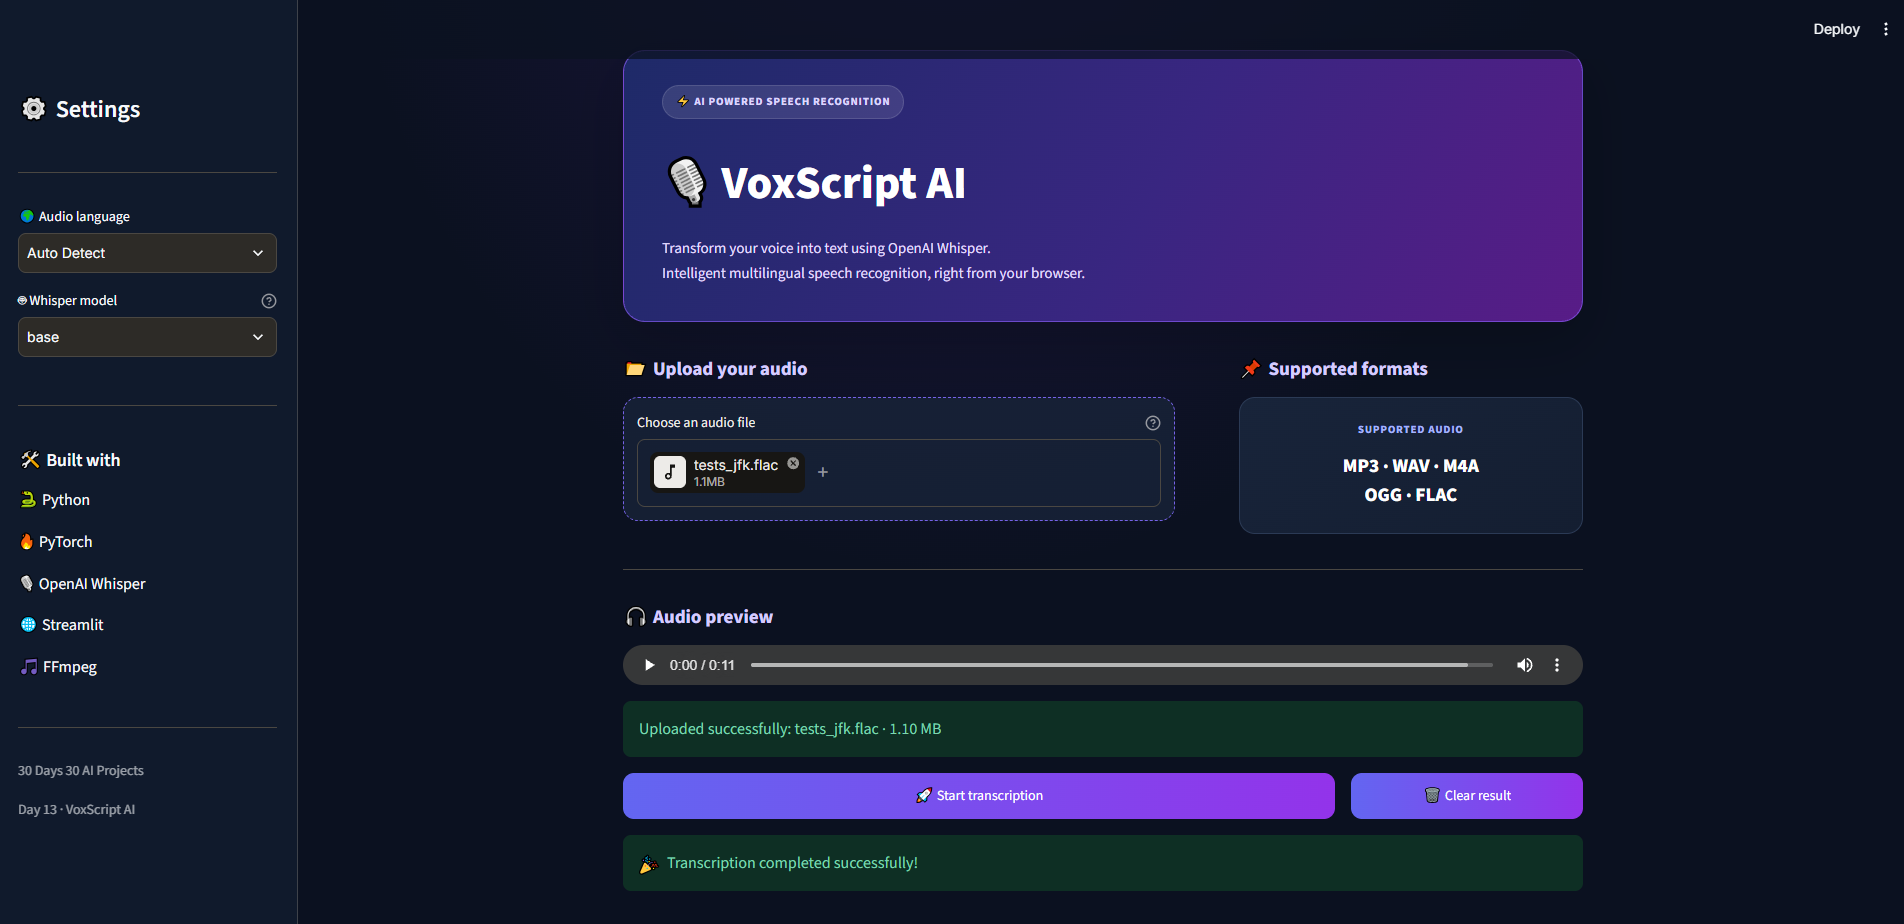 Deploy
Settings
Audio language
Auto Detect
Whisper model
base
Built with
Python
PyTorch
OpenAI Whisper
Streamlit
FFmpeg
30 Days 30 AI Projects
Day 13 · VoxScript AI
AI POWERED SPEECH RECOGNITION
VoxScript AI
Transform your voice into text using OpenAI Whisper.
Intelligent multilingual speech recognition, right from your browser.
Upload your audio
Choose an audio file
tests_jfk.flac
1.1MB
Supported formats
SUPPORTED AUDIO
MP3 · WAV · M4A
OGG · FLAC
Audio preview
0:00 / 0:11
Uploaded successfully: tests_jfk.flac · 1.10 MB
Start transcription
Clear result
Transcription completed successfully!